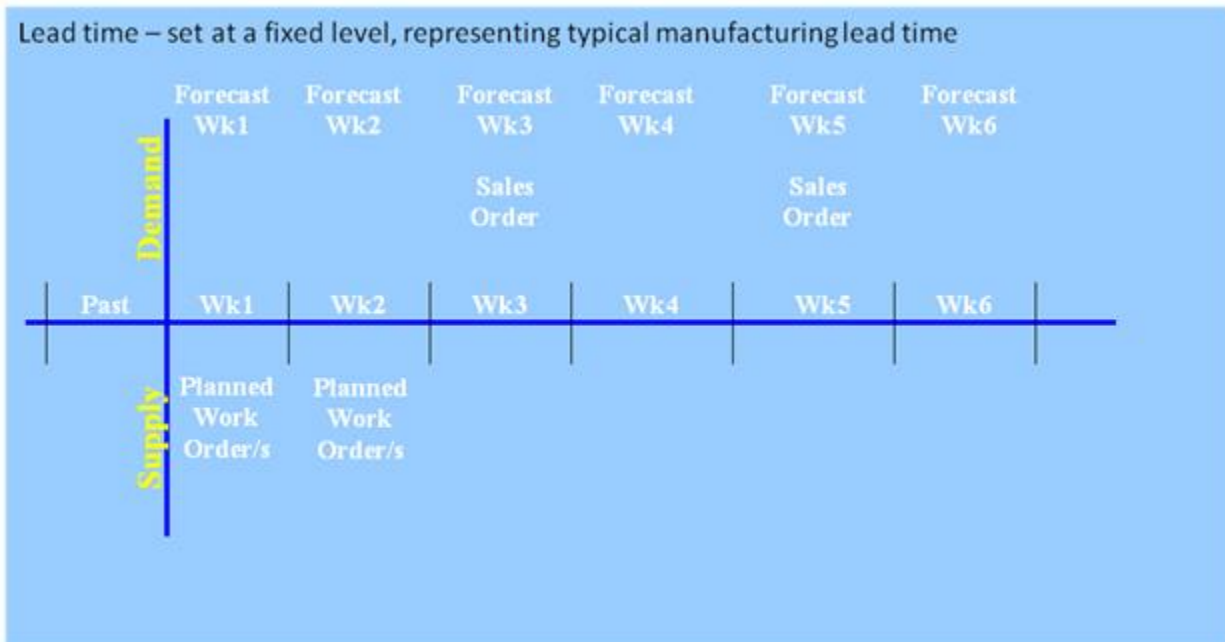 Lead time – set at a fixed level, representing typical manufacturing lead time
Forecast Forecast Forecast Forecast Forecast Forecast
Wk1 Wk2 Wk3 Wk4 Wk5 Wk6
Demand
Sales Sales
Order Order
Past Wk1 Wk2 Wk3 Wk4 Wk5 Wk6
Supply
Planned Planned
Work Work
Order/s Order/s